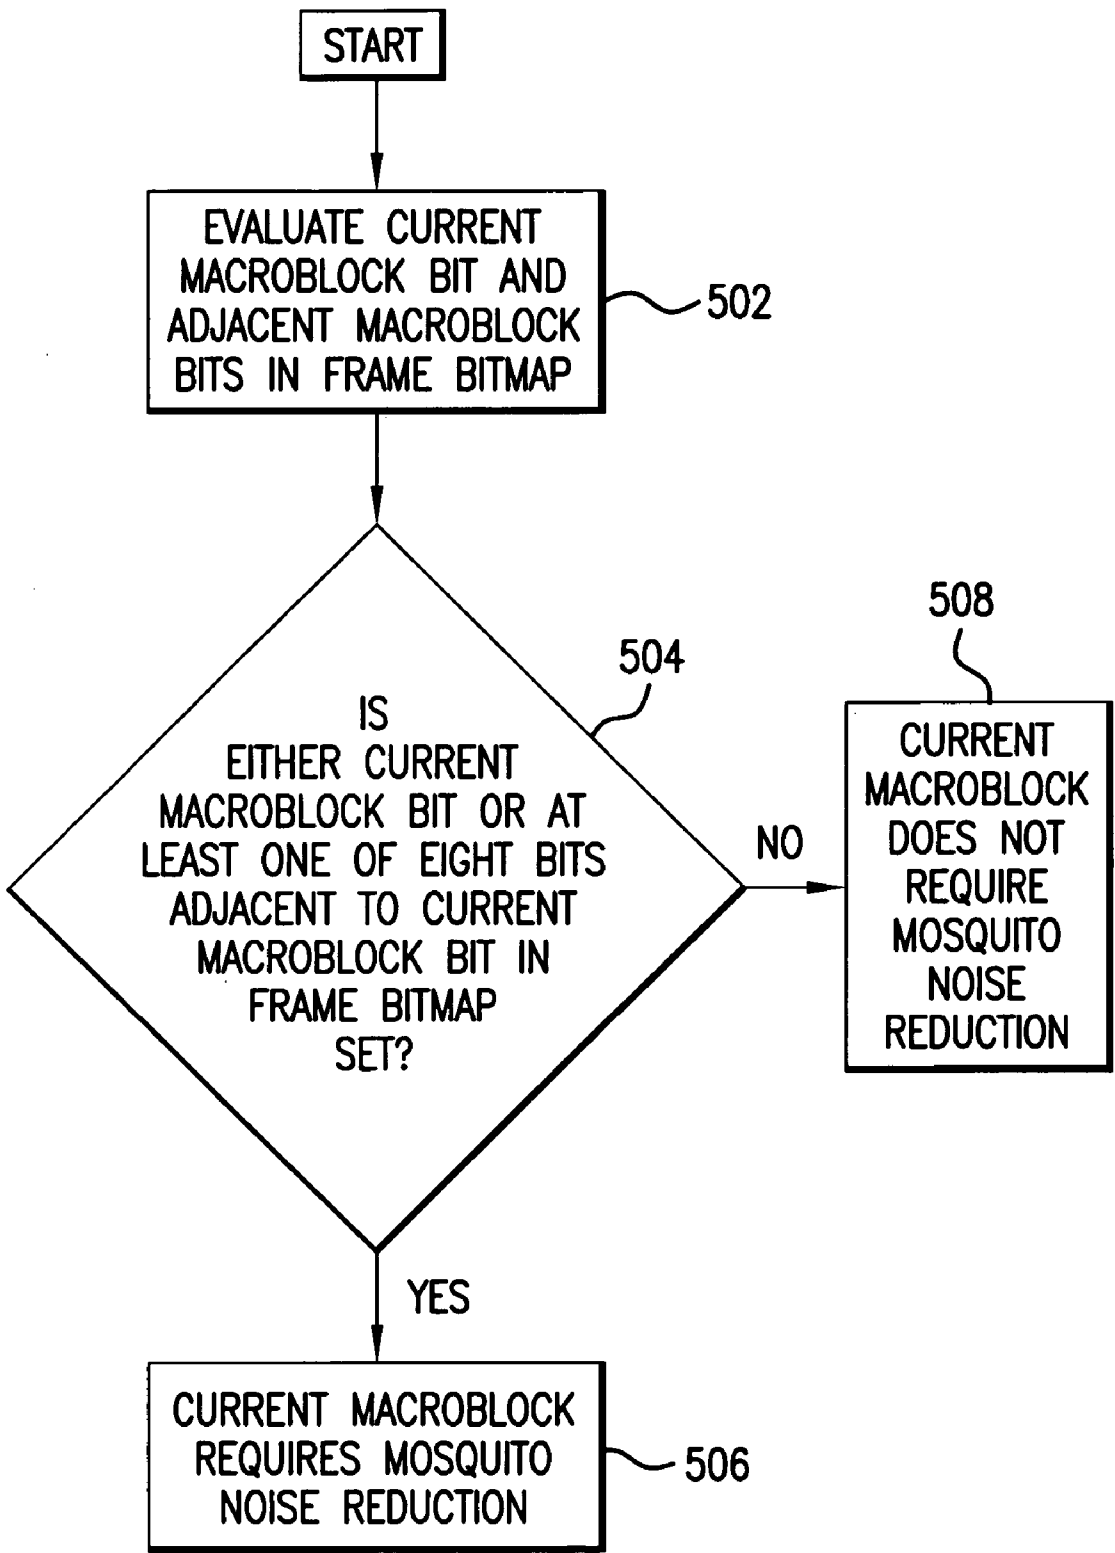 START
EVALUATE CURRENT
MACROBLOCK BIT AND
ADJACENT MACROBLOCK
BITS IN FRAME BITMAP
502
IS
EITHER CURRENT
MACROBLOCK BIT OR AT
LEAST ONE OF EIGHT BITS
ADJACENT TO CURRENT
MACROBLOCK BIT IN
FRAME BITMAP
SET?
504
NO
508
CURRENT
MACROBLOCK
DOES NOT
REQUIRE
MOSQUITO
NOISE
REDUCTION
YES
CURRENT MACROBLOCK
REQUIRES MOSQUITO
NOISE REDUCTION
506